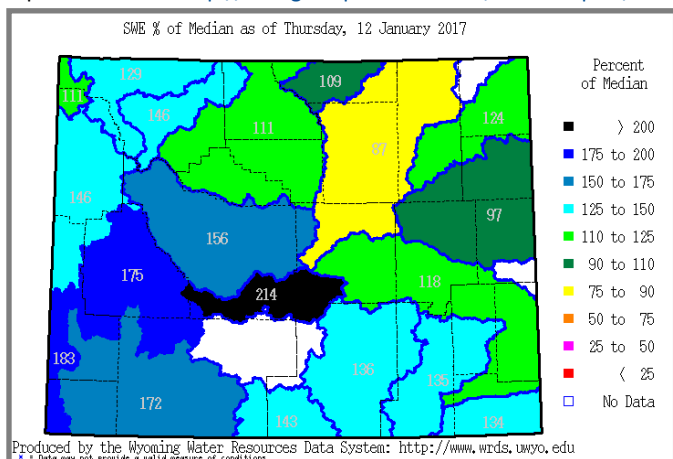 SWE % of Median as of Thursday, 12 January 2017
Percent
of Median
> 200
175 to 200
150 to 175
125 to 150
110 to 125
90 to 110
75 to 90
50 to 75
25 to 50
< 25
No Data
129
109
111
146
111
124
87
146
97
156
175
214
118
183
136
135
172
143
134
Produced by the Wyoming Water Resources Data System: http://www.wrds.uwyo.edu